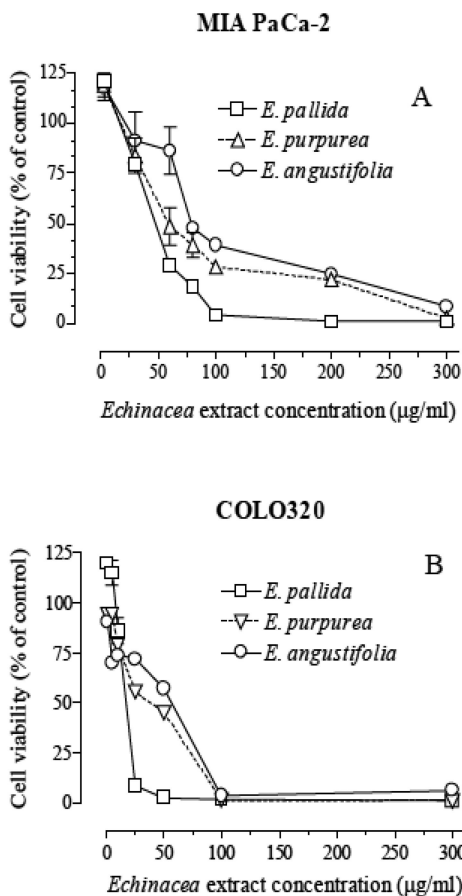 MIA PaCa-2
A
E. pallida
E. purpurea
E. angustifolia
Cell viability (% of control)
125
100
75
50
25
0
0 50 100 150 200 250 300
Echinacea extract concentration (µg/ml)
COLO320
B
E. pallida
E. purpurea
E. angustifolia
Cell viability (% of control)
125
100
75
50
25
0
0 50 100 150 200 250 300
Echinacea extract concentration (µg/ml)